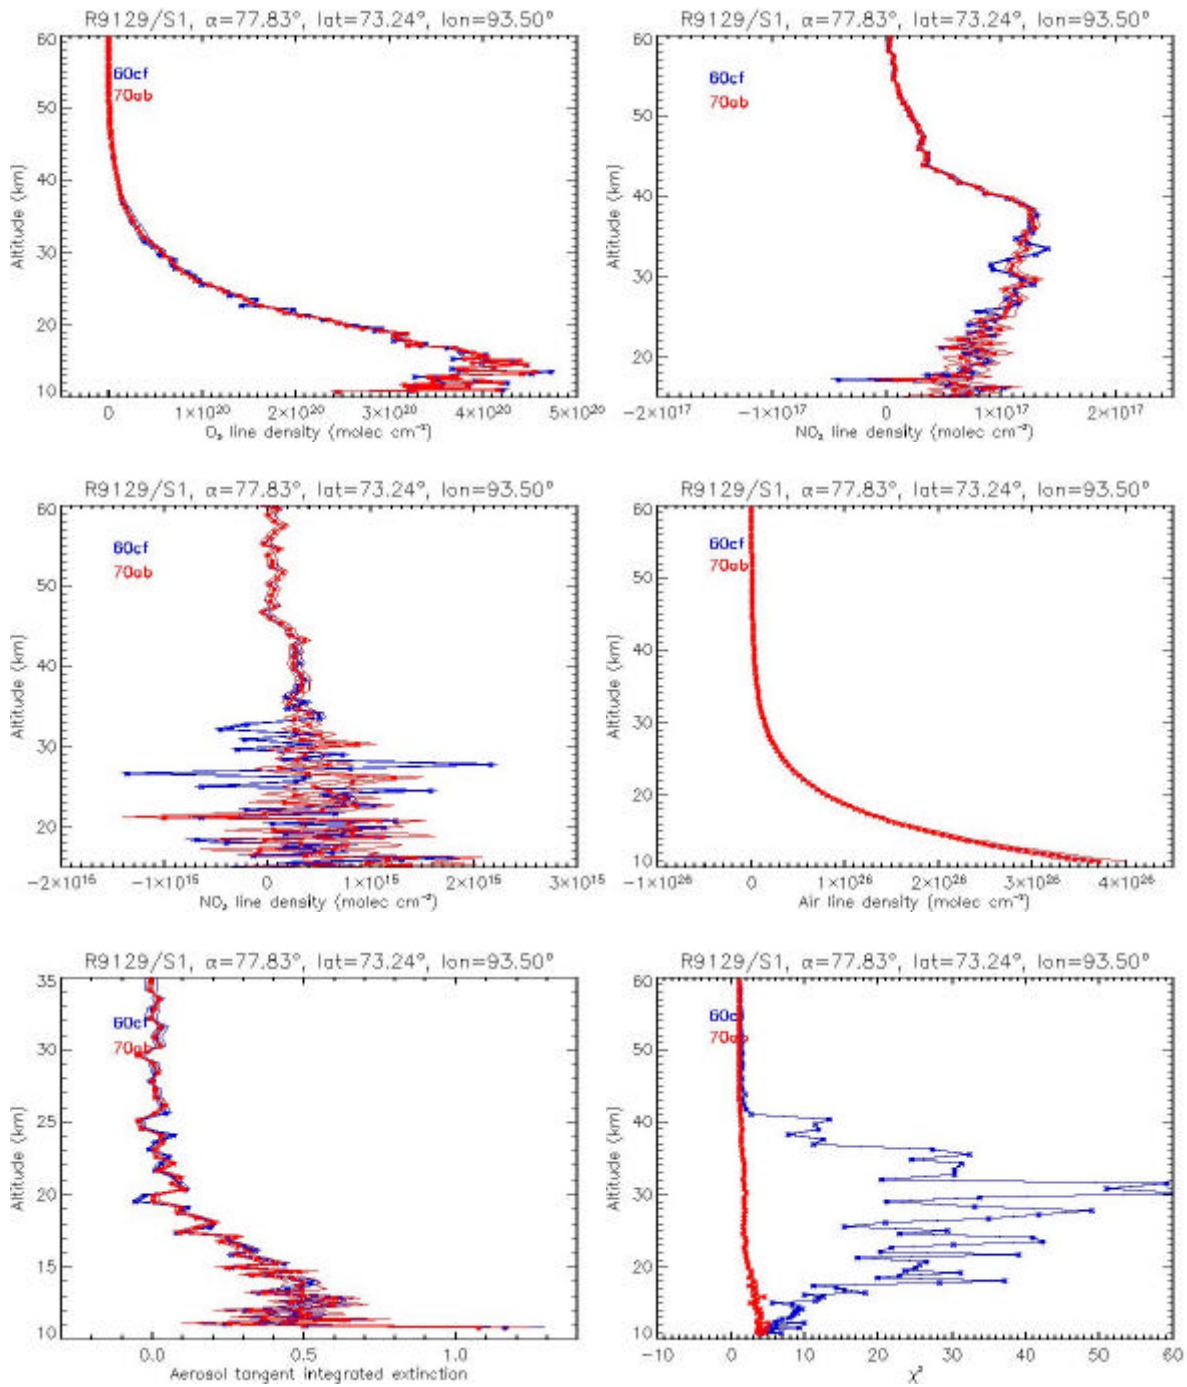 R9129/S1, α=77.83°, lat=73.24°, lon=93.50°
60
50
40
30
20
10
Altitude (km)
60cf
70ab
0
1×10²⁰
2×10²⁰
3×10²⁰
4×10²⁰
5×10²⁰
O₃ line density (molec cm⁻²)
R9129/S1, α=77.83°, lat=73.24°, lon=93.50°
60
50
40
30
20
Altitude (km)
60cf
70ab
−2×10¹⁷
−1×10¹⁷
0
1×10¹⁷
2×10¹⁷
NO₂ line density (molec cm⁻²)
R9129/S1, α=77.83°, lat=73.24°, lon=93.50°
60
50
40
30
20
Altitude (km)
60cf
70ab
−2×10¹⁵
−1×10¹⁵
0
1×10¹⁵
2×10¹⁵
3×10¹⁵
NO₃ line density (molec cm⁻²)
R9129/S1, α=77.83°, lat=73.24°, lon=93.50°
60
50
40
30
20
10
Altitude (km)
60cf
70ab
−1×10²⁶
0
1×10²⁶
2×10²⁶
3×10²⁶
4×10²⁶
Air line density (molec cm⁻²)
R9129/S1, α=77.83°, lat=73.24°, lon=93.50°
35
30
25
20
15
10
Altitude (km)
60cf
70ab
0.0
0.5
1.0
Aerosol tangent integrated extinction
R9129/S1, α=77.83°, lat=73.24°, lon=93.50°
60
50
40
30
20
10
Altitude (km)
60cf
70ab
−10
0
10
20
30
40
50
60
χ²